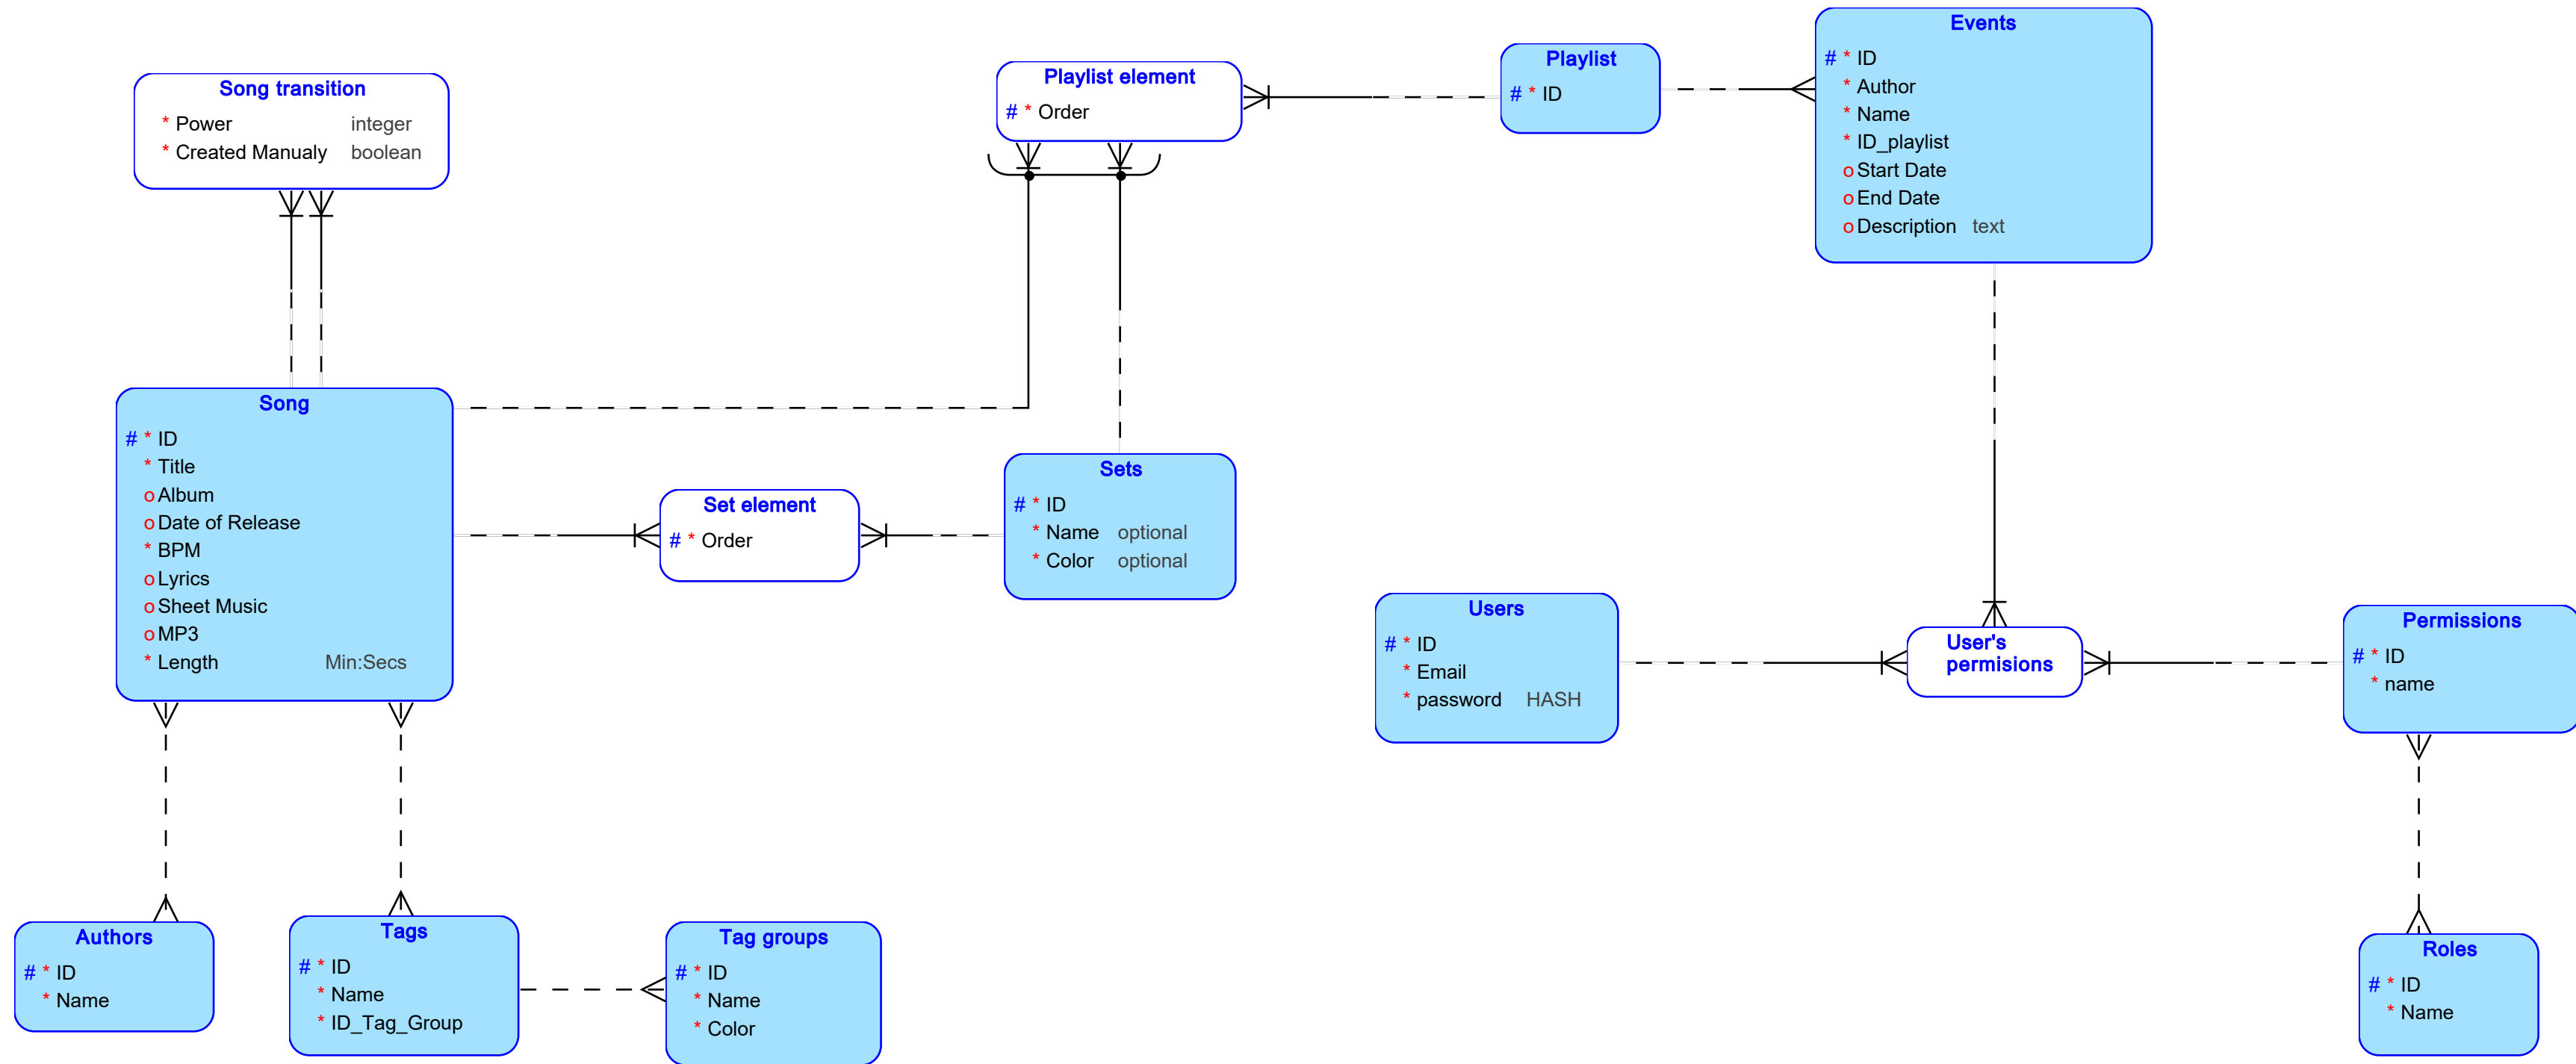 Song transition
* Power integer
* Created Manualy boolean
Playlist element
# * Order
Playlist
# * ID
Events
# * ID
* Author
* Name
* ID_playlist
o Start Date
o End Date
o Description text
Song
# * ID
* Title
o Album
o Date of Release
* BPM
o Lyrics
o Sheet Music
o MP3
* Length Min:Secs
Set element
# * Order
Sets
# * ID
* Name optional
* Color optional
Users
# * ID
* Email
* password HASH
User's
permisions
Permissions
# * ID
* name
Authors
# * ID
* Name
Tags
# * ID
* Name
* ID_Tag_Group
Tag groups
# * ID
* Name
* Color
Roles
# * ID
* Name